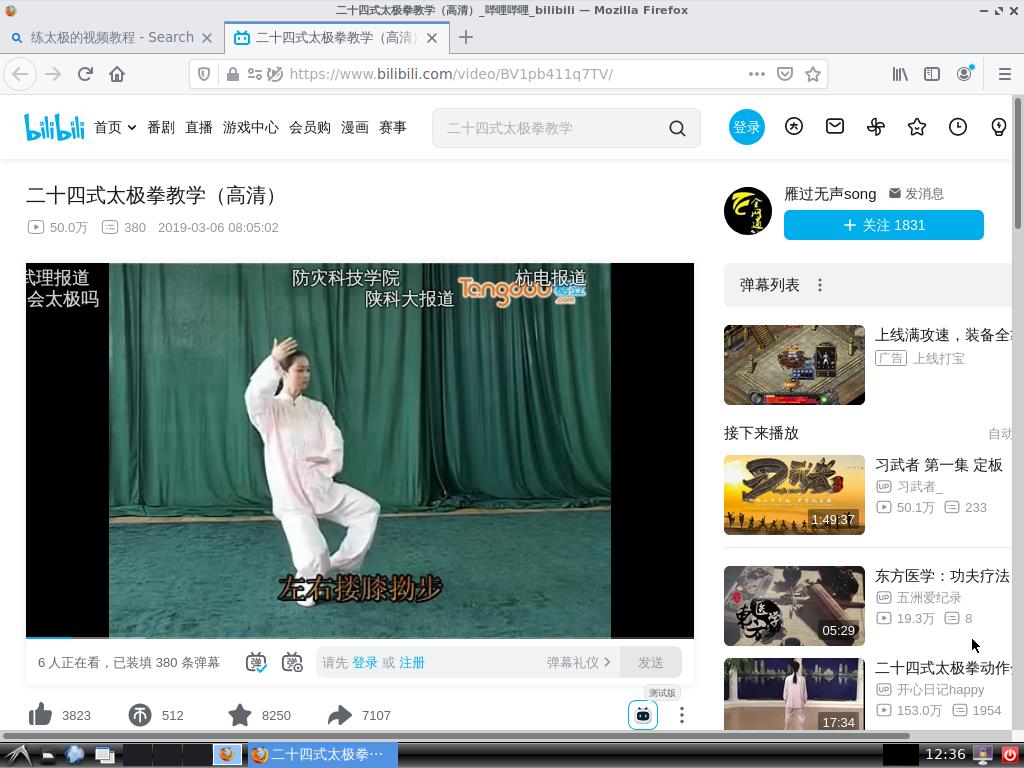 二十四式太极拳教学（高清）_哔哩哔哩_bilibili — Mozilla Firefox
练太极的视频教程 - Search
二十四式太极拳教学（高清）
https://www.bilibili.com/video/BV1pb411q7TV/
bilibili 首页 番剧 直播 游戏中心 会员购 漫画 赛事
二十四式太极拳教学
登录
二十四式太极拳教学（高清）
50.0万 380 2019-03-06 08:05:02
雁过无声song 发消息
+ 关注 1831
武理报道 防灾科技学院 杭电报道
会太极吗 陕科大报道
Tangdou
.com
左右搂膝拗步
弹幕列表
上线满攻速，装备全
广告 上线打宝
接下来播放 自动
习武者 第一集 定板
UP 习武者_
50.1万 233
1:49:37
东方医学：功夫疗法
UP 五洲爱纪录
19.3万 8
05:29
二十四式太极拳动作
UP 开心日记happy
153.0万 1954
17:34
6 人正在看，已装填 380 条弹幕
弹 弹
请先 登录 或 注册 弹幕礼仪 发送
3823 512 8250 7107
测试版
二十四式太极拳…
12:36